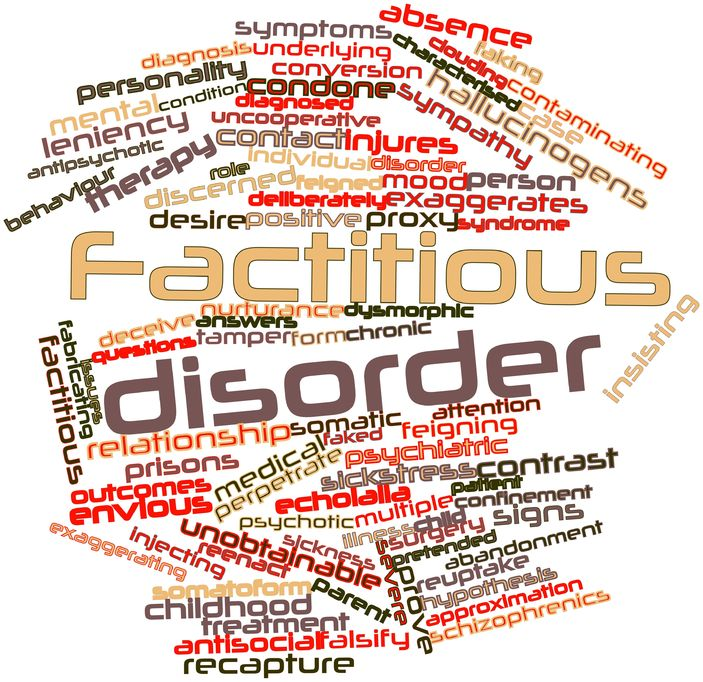 absence
symptoms
clouding
faking
diagnosis
underlying
characterised
personality
conversion
contaminating
condition
condone
hallucinogens
mental
diagnosed
sympathy
case
leniency
uncooperative
antipsychotic
therapy
contact
injures
individual
disorder
behaviour
role
discerned
feigned
mood
person
deliberately
exaggerates
desire
positive
proxy
syndrome
Factitious
nurturance
dysmorphic
deceive
answers
insisting
questions
tamper
form
chronic
fabricating
issues
factitious
disorder
attention
relationship
somatic
faked
feigning
prisons
medical
psychiatric
perpetrate
sick
stress
contrast
outcomes
patient
envious
echolalia
confinement
psychotic
multiple
child
signs
exaggerating
injecting
unobtainable
sickness
illness
surgery
reenact
severe
pretended
abandonment
prove
reuptake
somatoform
parent
hypothesis
childhood
approximation
treatment
schizophrenics
antisocial
falsify
recapture